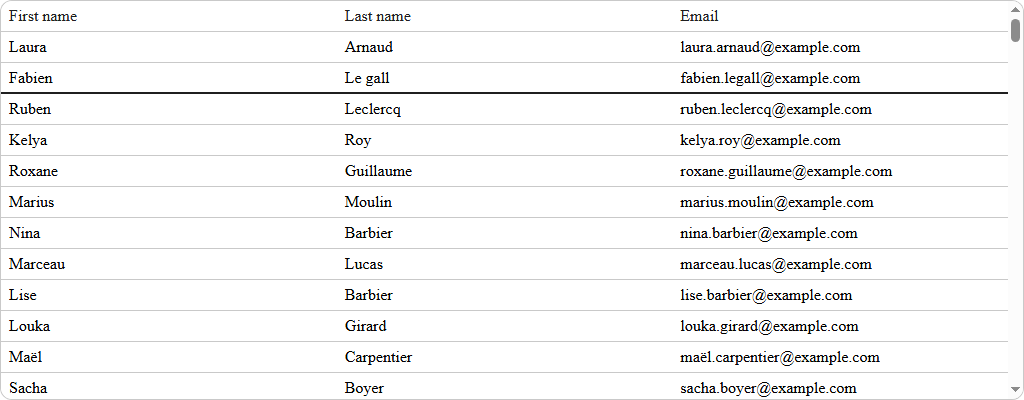 First name Last name Email
Laura Arnaud laura.arnaud@example.com
Fabien Le gall fabien.legall@example.com
Ruben Leclercq ruben.leclercq@example.com
Kelya Roy kelya.roy@example.com
Roxane Guillaume roxane.guillaume@example.com
Marius Moulin marius.moulin@example.com
Nina Barbier nina.barbier@example.com
Marceau Lucas marceau.lucas@example.com
Lise Barbier lise.barbier@example.com
Louka Girard louka.girard@example.com
Maël Carpentier maël.carpentier@example.com
Sacha Boyer sacha.boyer@example.com